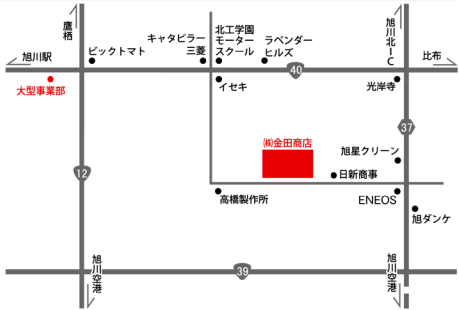 鷹栖
旭川北IC
北工学園
モーター
スクール
キャタピラー
三菱
ラベンダー
ヒルズ
旭川駅
ビックトマト
比布
40
大型事業部
イセキ
光岸寺
37
㈱金田商店
旭星クリーン
12
日新商事
高橋製作所
ENEOS
旭ダンケ
旭川空港
39
旭川空港